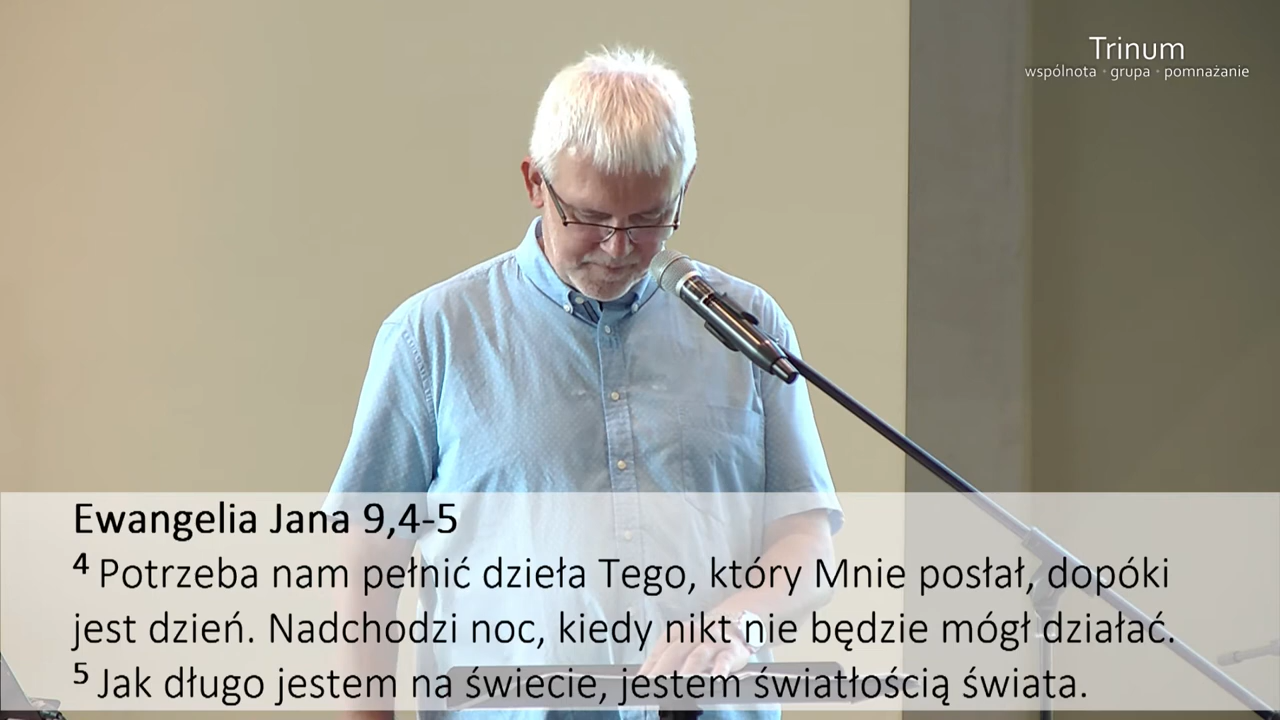 Trinum
wspólnota • grupa • pomnażanie
Ewangelia Jana 9,4-5
4 Potrzeba nam pełnić dzieła Tego, który Mnie posłał, dopóki
jest dzień. Nadchodzi noc, kiedy nikt nie będzie mógł działać.
5 Jak długo jestem na świecie, jestem światłością świata.